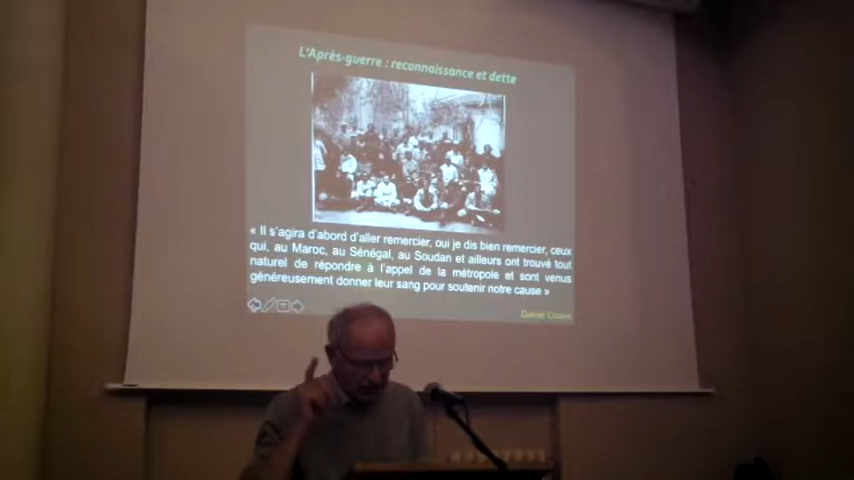 L'Après-guerre : reconnaissance et dette
« Il s'agira d'abord d'aller remercier, oui je dis bien remercier, ceux
qui, au Maroc, au Sénégal, au Soudan et ailleurs ont trouvé tout
naturel de répondre à l'appel de la métropole et sont venus
généreusement donner leur sang pour soutenir notre cause »